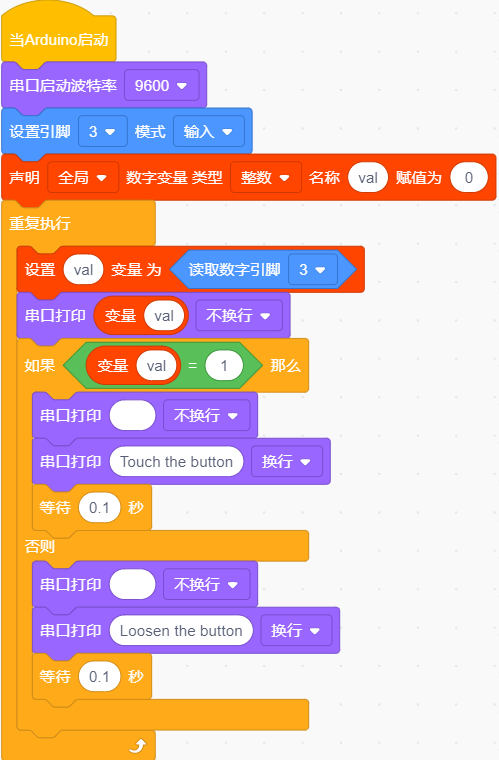 当Arduino启动
串口启动波特率 9600
设置引脚 3 模式 输入
声明 全局 数字变量 类型 整数 名称 val 赋值为 0
重复执行
设置 val 变量 为 读取数字引脚 3
串口打印 变量 val 不换行
如果 变量 val = 1 那么
串口打印 不换行
串口打印 Touch the button 换行
等待 0.1 秒
否则
串口打印 不换行
串口打印 Loosen the button 换行
等待 0.1 秒